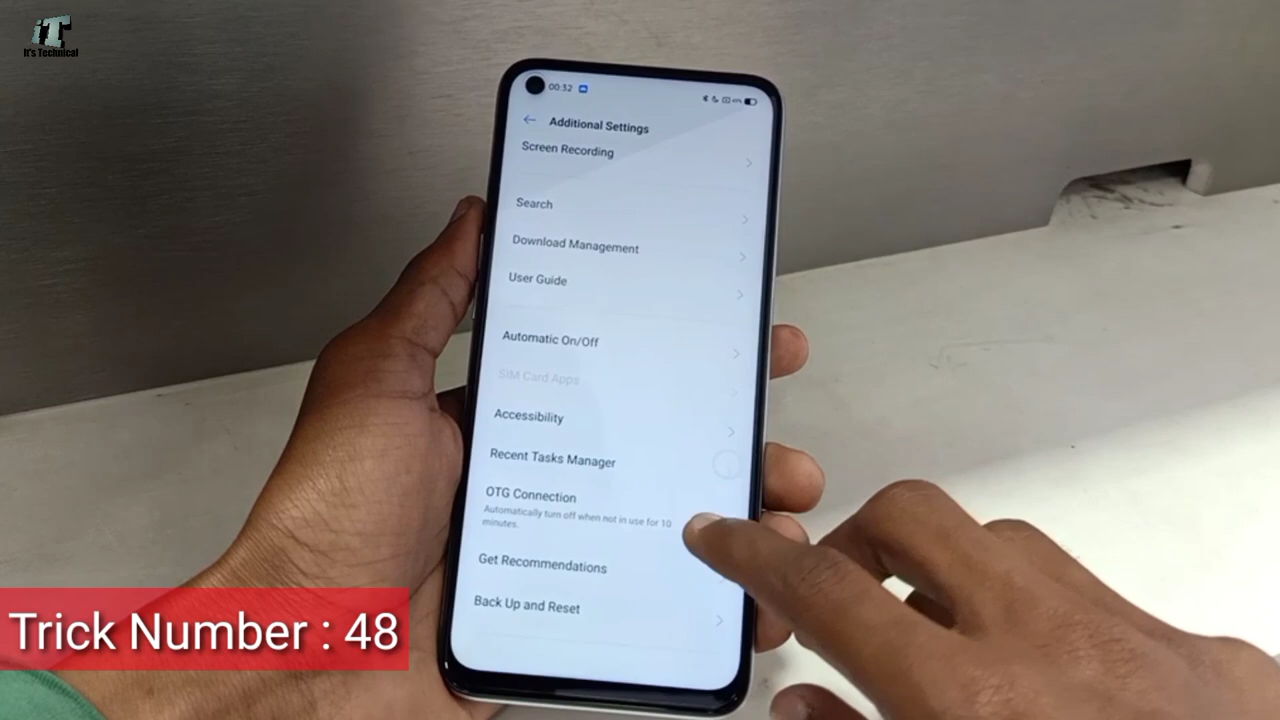 iT
It's Technical
00:32
Additional Settings
Screen Recording
Search
Download Management
User Guide
Automatic On/Off
SIM Card Apps
Accessibility
Recent Tasks Manager
OTG Connection
Automatically turn off when not in use for 10
minutes.
Get Recommendations
Back Up and Reset
Trick Number : 48